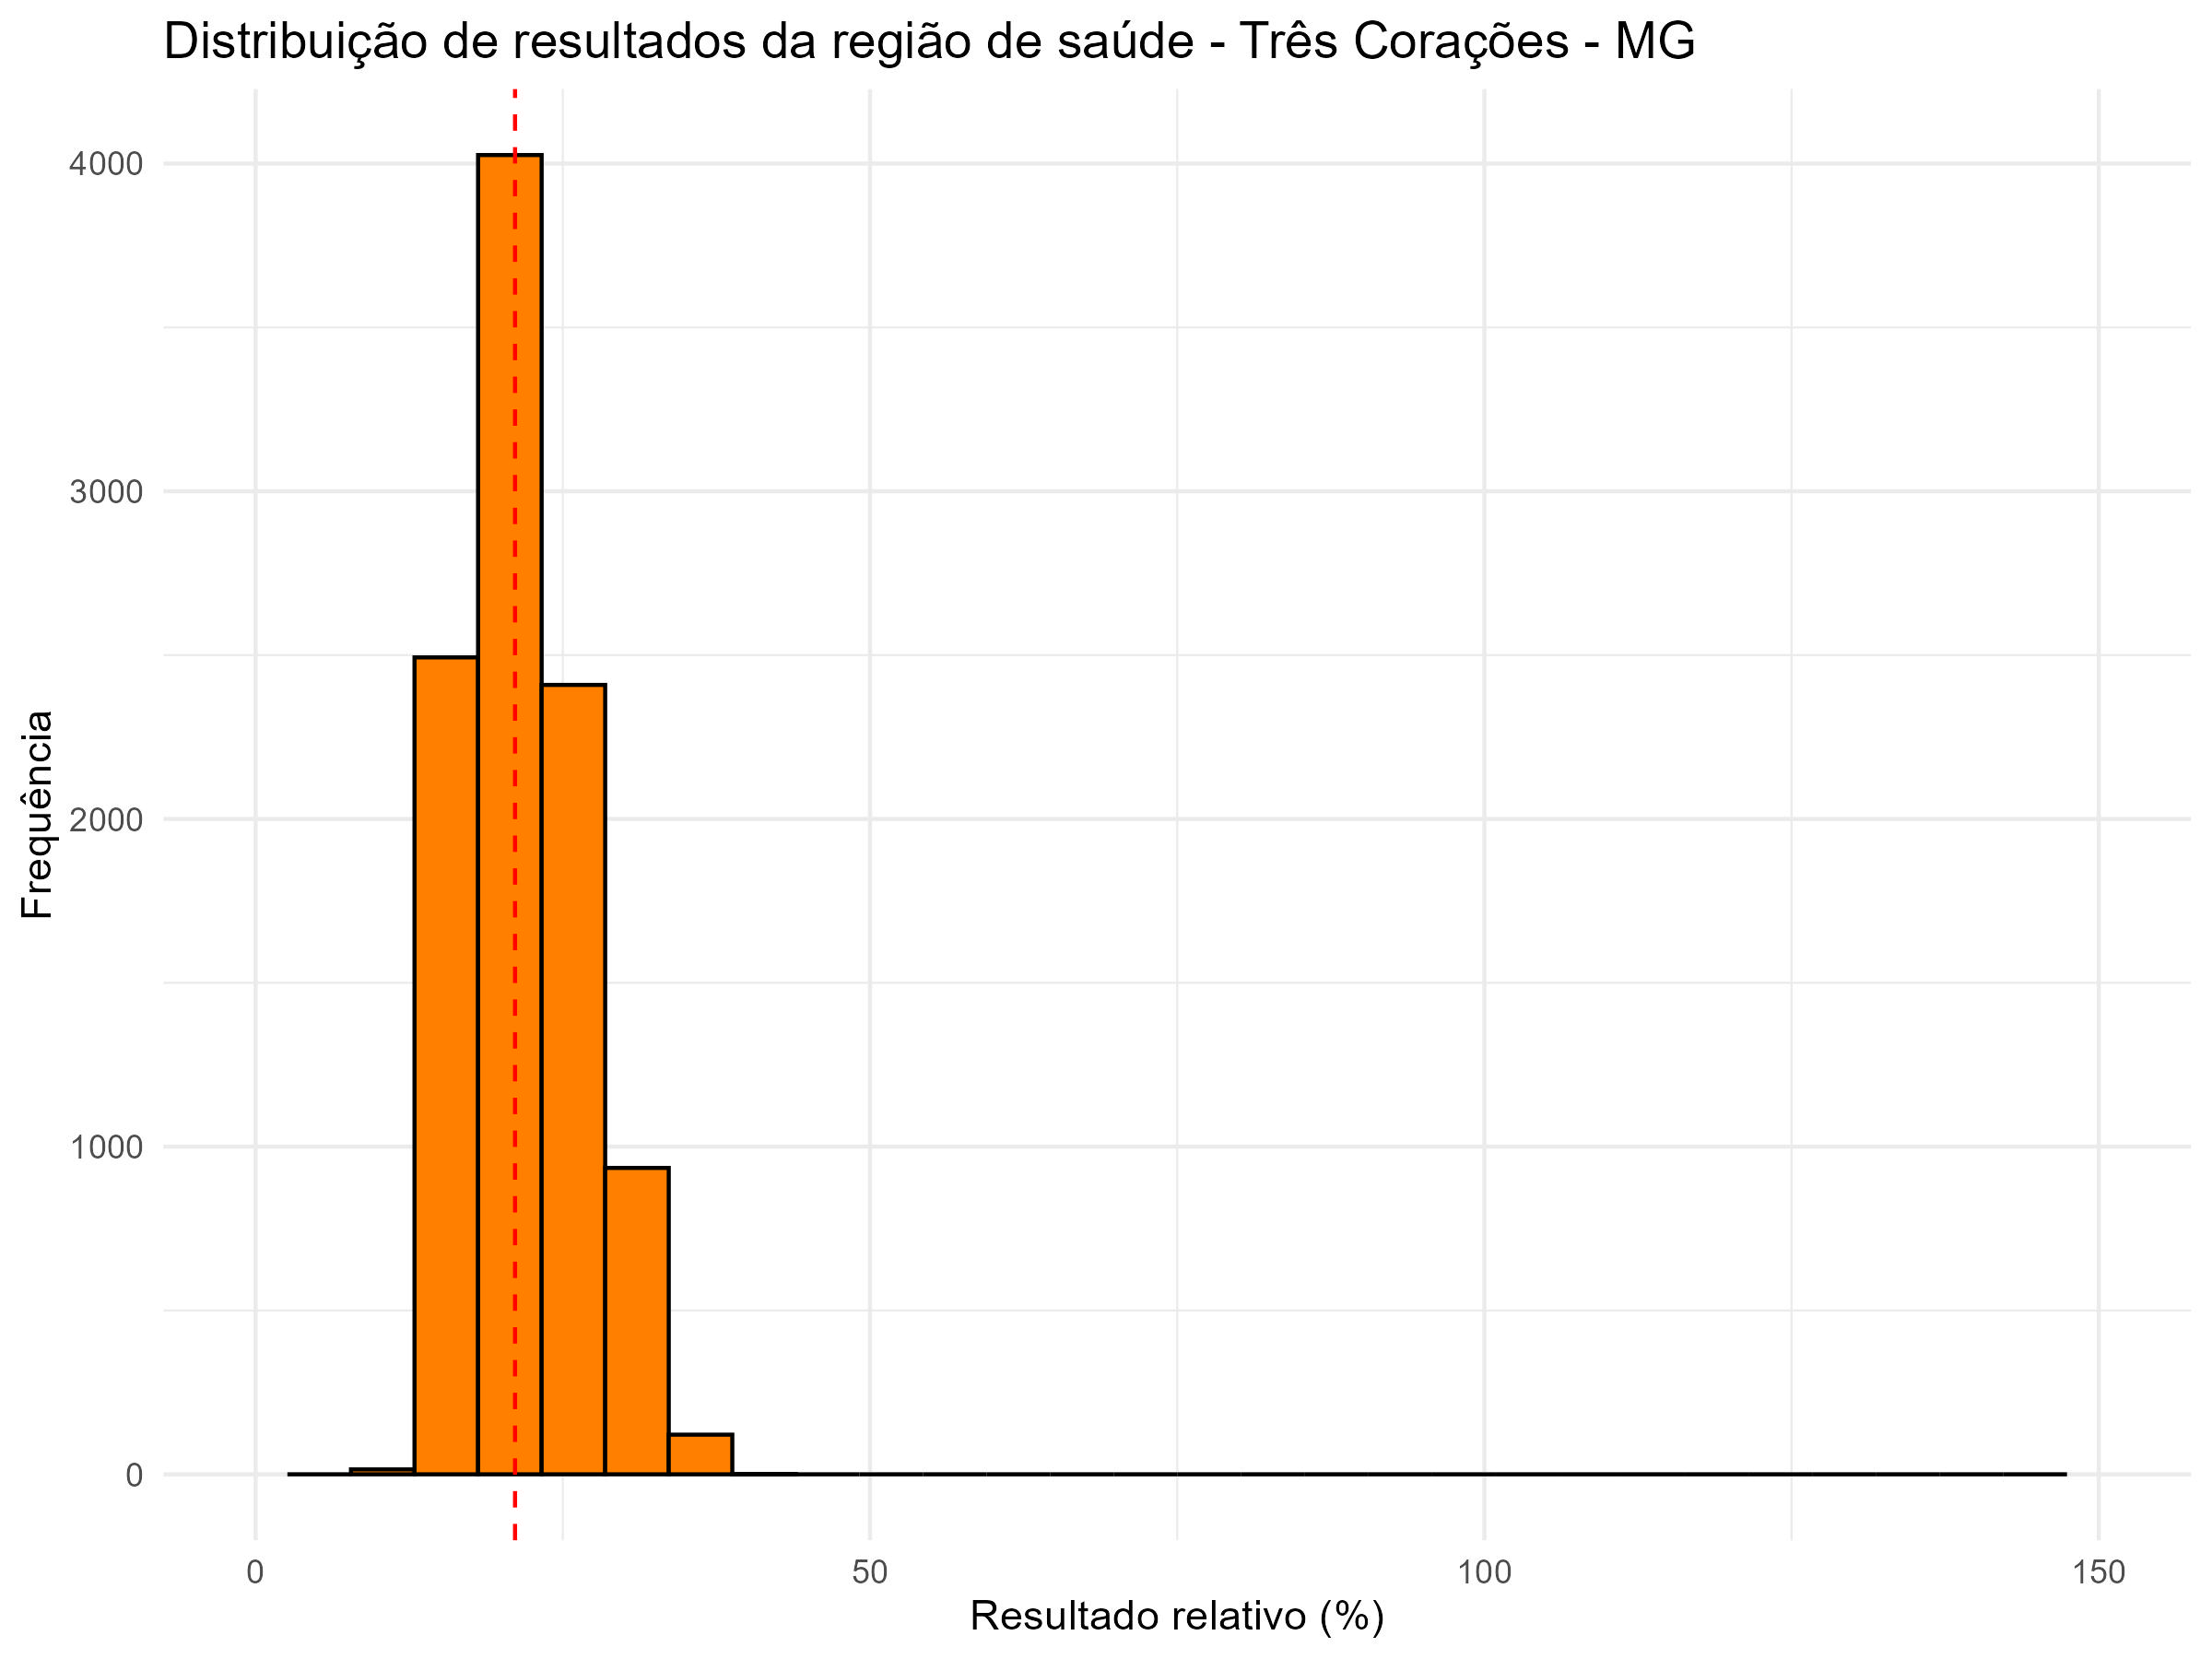 Distribuição de resultados da região de saúde - Três Corações - MG
Frequência
4000
3000
2000
1000
0
0 50 100 150
Resultado relativo (%)